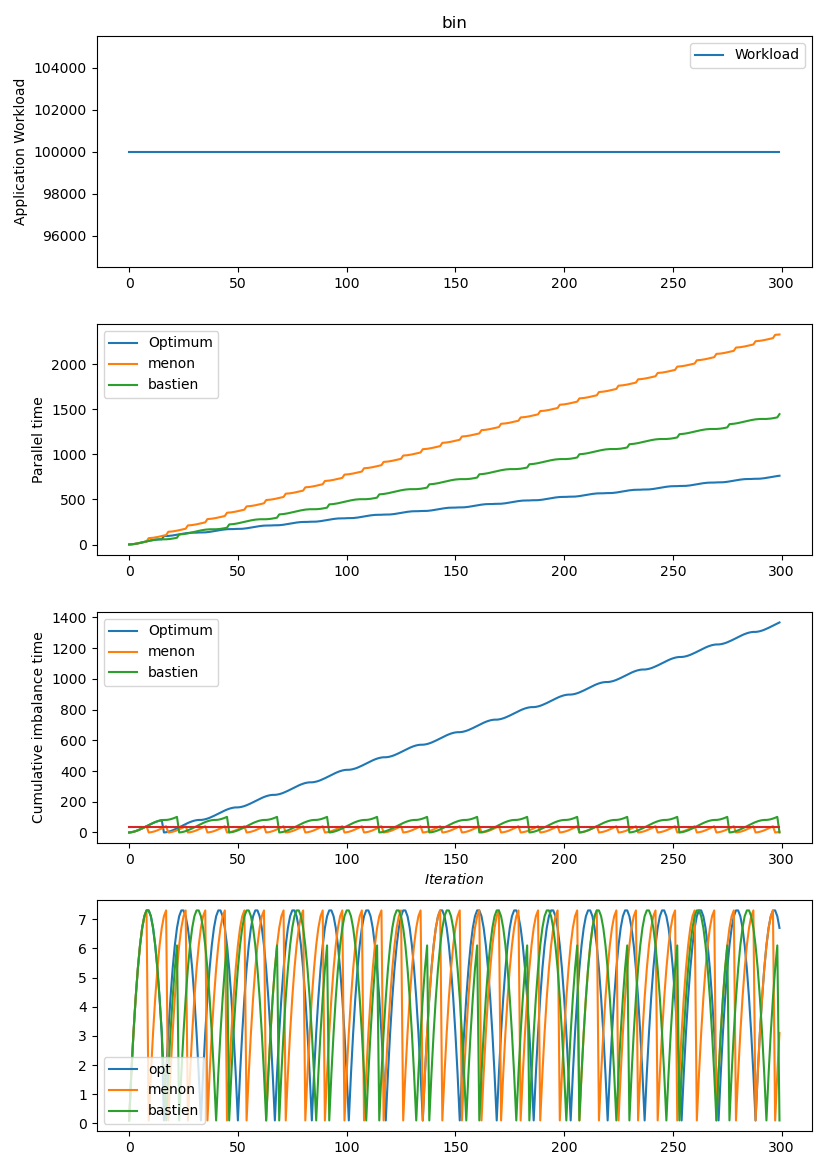 bin
Application Workload
104000
102000
100000
98000
96000
Workload
0 50 100 150 200 250 300
Parallel time
2000
1500
1000
500
0
Optimum
menon
bastien
0 50 100 150 200 250 300
Cumulative imbalance time
1400
1200
1000
800
600
400
200
0
Optimum
menon
bastien
0 50 100 150 200 250 300
Iteration
7
6
5
4
3
2
1
0
opt
menon
bastien
0 50 100 150 200 250 300